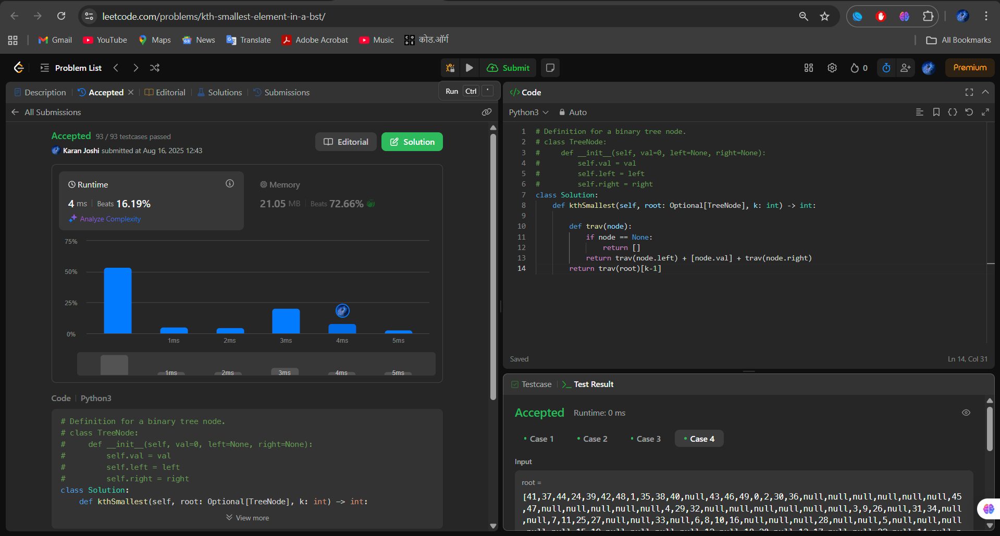 leetcode.com/problems/kth-smallest-element-in-a-bst/
Gmail YouTube Maps News Translate Adobe Acrobat Music कोड.ऑर्ग All Bookmarks
Problem List Submit 0 Premium
Description Accepted Editorial Solutions Submissions Run Ctrl '
All Submissions
Accepted 93 / 93 testcases passed
Karan Joshi submitted at Aug 16, 2025 12:43
Editorial Solution
Runtime
4 ms Beats 16.19%
Analyze Complexity
Memory
21.05 MB Beats 72.66%
75%
50%
25%
0%
1ms 2ms 3ms 4ms 5ms
1ms 2ms 3ms 4ms 5ms
Code Python3
# Definition for a binary tree node.
# class TreeNode:
#     def __init__(self, val=0, left=None, right=None):
#         self.val = val
#         self.left = left
#         self.right = right
class Solution:
    def kthSmallest(self, root: Optional[TreeNode], k: int) -> int:
View more
</> Code
Python3 Auto
1 # Definition for a binary tree node.
2 # class TreeNode:
3 #     def __init__(self, val=0, left=None, right=None):
4 #         self.val = val
5 #         self.left = left
6 #         self.right = right
7 class Solution:
8     def kthSmallest(self, root: Optional[TreeNode], k: int) -> int:
9
10         def trav(node):
11             if node == None:
12                 return []
13             return trav(node.left) + [node.val] + trav(node.right)
14         return trav(root)[k-1]
Saved Ln 14, Col 31
Testcase Test Result
Accepted Runtime: 0 ms
Case 1 Case 2 Case 3 Case 4
Input
root =
[41,37,44,24,39,42,48,1,35,38,40,null,43,46,49,0,2,30,36,null,null,null,null,null,null,45
,47,null,null,null,null,null,4,29,32,null,null,null,null,null,null,3,9,26,null,31,34,null
,null,7,11,25,27,null,null,33,null,6,8,10,16,null,null,null,28,null,null,5,null,null,null